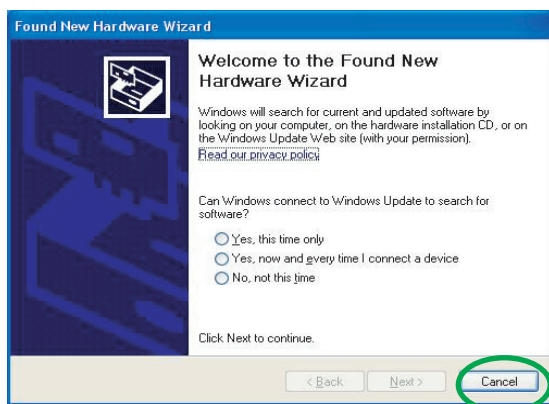 Found New Hardware Wizard
Welcome to the Found New
Hardware Wizard
Windows will search for current and updated software by
looking on your computer, on the hardware installation CD, or on
the Windows Update Web site (with your permission).
Read our privacy policy
Can Windows connect to Windows Update to search for
software?
Yes, this time only
Yes, now and every time I connect a device
No, not this time
Click Next to continue.
< Back Next > Cancel